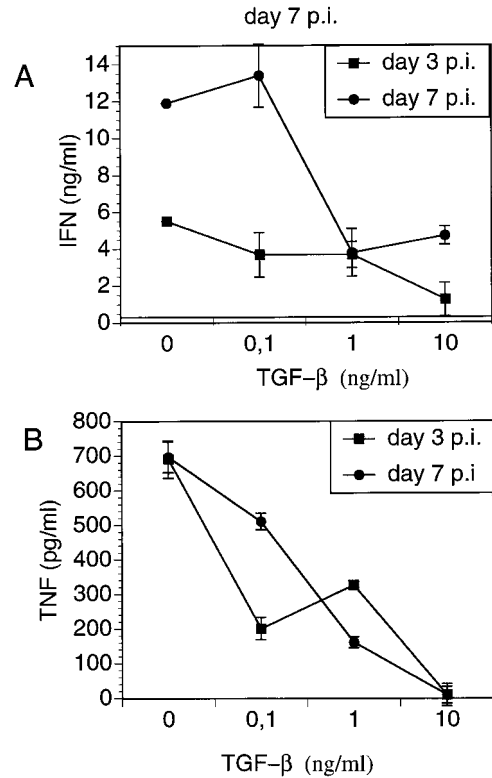 day 7 p.i.
A
14
12
10
8
6
4
2
0
IFN (ng/ml)
day 3 p.i.
day 7 p.i.
0 0,1 1 10
TGF–β (ng/ml)
B
800
700
600
500
400
300
200
100
0
TNF (pg/ml)
day 3 p.i.
day 7 p.i
0 0,1 1 10
TGF–β (ng/ml)